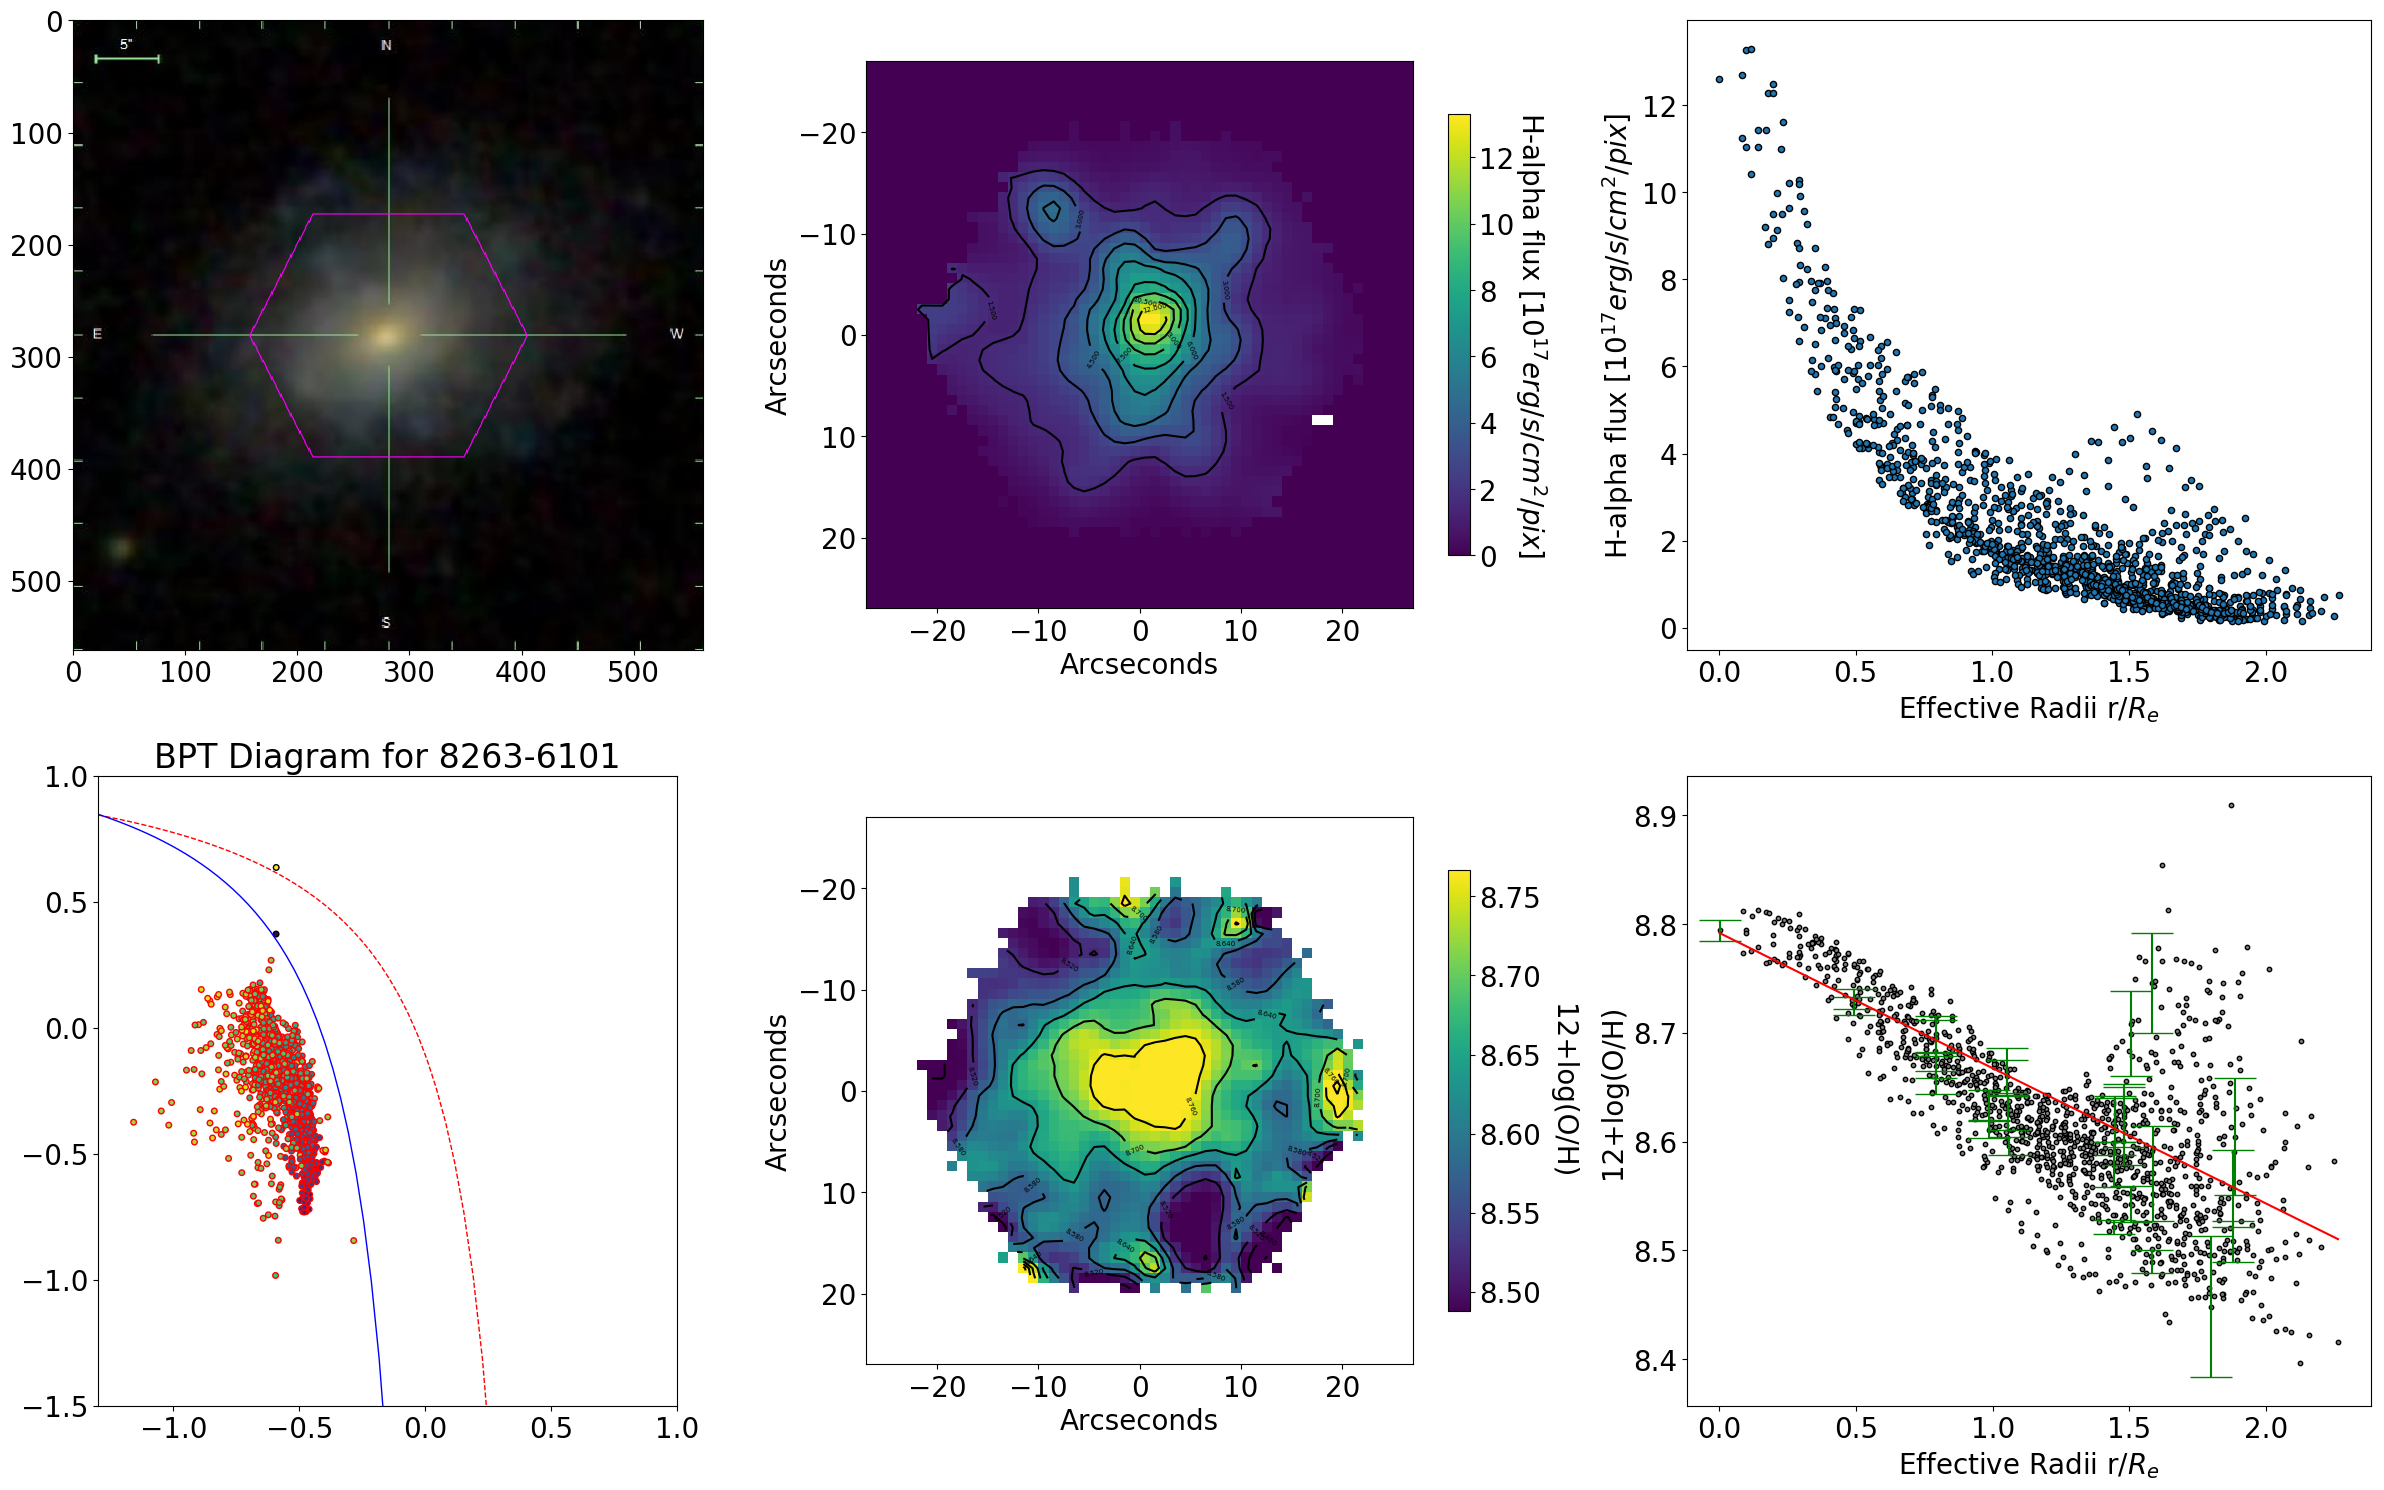 0
100
200
300
400
500
0 100 200 300 400 500
5"
N
E
W
S
−20
−10
0
10
20
−20 −10 0 10 20
Arcseconds
Arcseconds
12
10
8
6
4
2
0
H-alpha flux [10^17 erg/s/cm^2/pix]
H-alpha flux [10^17 erg/s/cm^2/pix]
12
10
8
6
4
2
0
0.0 0.5 1.0 1.5 2.0
Effective Radii r/R_e
BPT Diagram for 8263-6101
1.0
0.5
0.0
−0.5
−1.0
−1.5
−1.0 −0.5 0.0 0.5 1.0
−20
−10
0
10
20
−20 −10 0 10 20
Arcseconds
Arcseconds
8.75
8.70
8.65
8.60
8.55
8.50
12+log(O/H)
12+log(O/H)
8.9
8.8
8.7
8.6
8.5
8.4
0.0 0.5 1.0 1.5 2.0
Effective Radii r/R_e